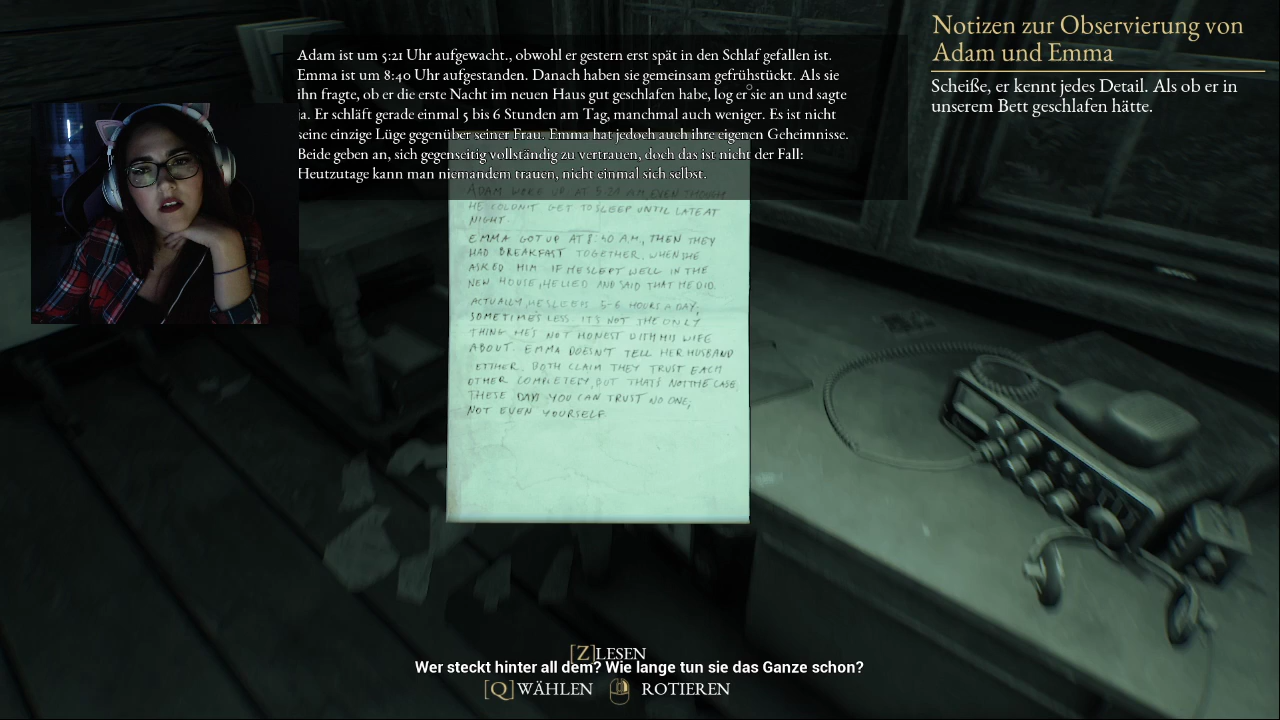 Notizen zur Observierung von
Adam und Emma
Scheiße, er kennt jedes Detail. Als ob er in
unserem Bett geschlafen hätte.
Adam ist um 5:21 Uhr aufgewacht., obwohl er gestern erst spät in den Schlaf gefallen ist.
Emma ist um 8:40 Uhr aufgestanden. Danach haben sie gemeinsam gefrühstückt. Als sie
ihn fragte, ob er die erste Nacht im neuen Haus gut geschlafen habe, log er sie an und sagte
ja. Er schläft gerade einmal 5 bis 6 Stunden am Tag, manchmal auch weniger. Es ist nicht
seine einzige Lüge gegenüber seiner Frau. Emma hat jedoch auch ihre eigenen Geheimnisse.
Beide geben an, sich gegenseitig vollständig zu vertrauen, doch das ist nicht der Fall:
Heutzutage kann man niemandem trauen, nicht einmal sich selbst.
ADAM WOKE UP AT 5:21 AM EVEN THOUGH
HE COLDNIT GET TO SLEEP UNTIL LATE AT
NIGHT.
EMMA GOT UP AT 8:40 A.M., THEN THEY
HAD BREAKFAST TOGETHER. WHEN SHE
ASKED HIM IF HE SLEPT WELL IN THE
NEW HOUSE, HE LIED AND SAID THAT HE DID.
ACTUALLY, HE SLEEPS 5-6 HOURS A DAY,
SOMETIMES LESS. IT'S NOT THE ONLY
THING HE'S NOT HONEST WITH HIS WIFE
ABOUT. EMMA DOESN'T TELL HER HUSBAND
EITHER. BOTH CLAIM THEY TRUST EACH
OTHER COMPLETELY, BUT THAT'S NOT THE CASE.
THESE DAYS YOU CAN TRUST NO ONE,
NOT EVEN YOURSELF.
[Z]LESEN
Wer steckt hinter all dem? Wie lange tun sie das Ganze schon?
[Q]WÄHLEN ROTIEREN